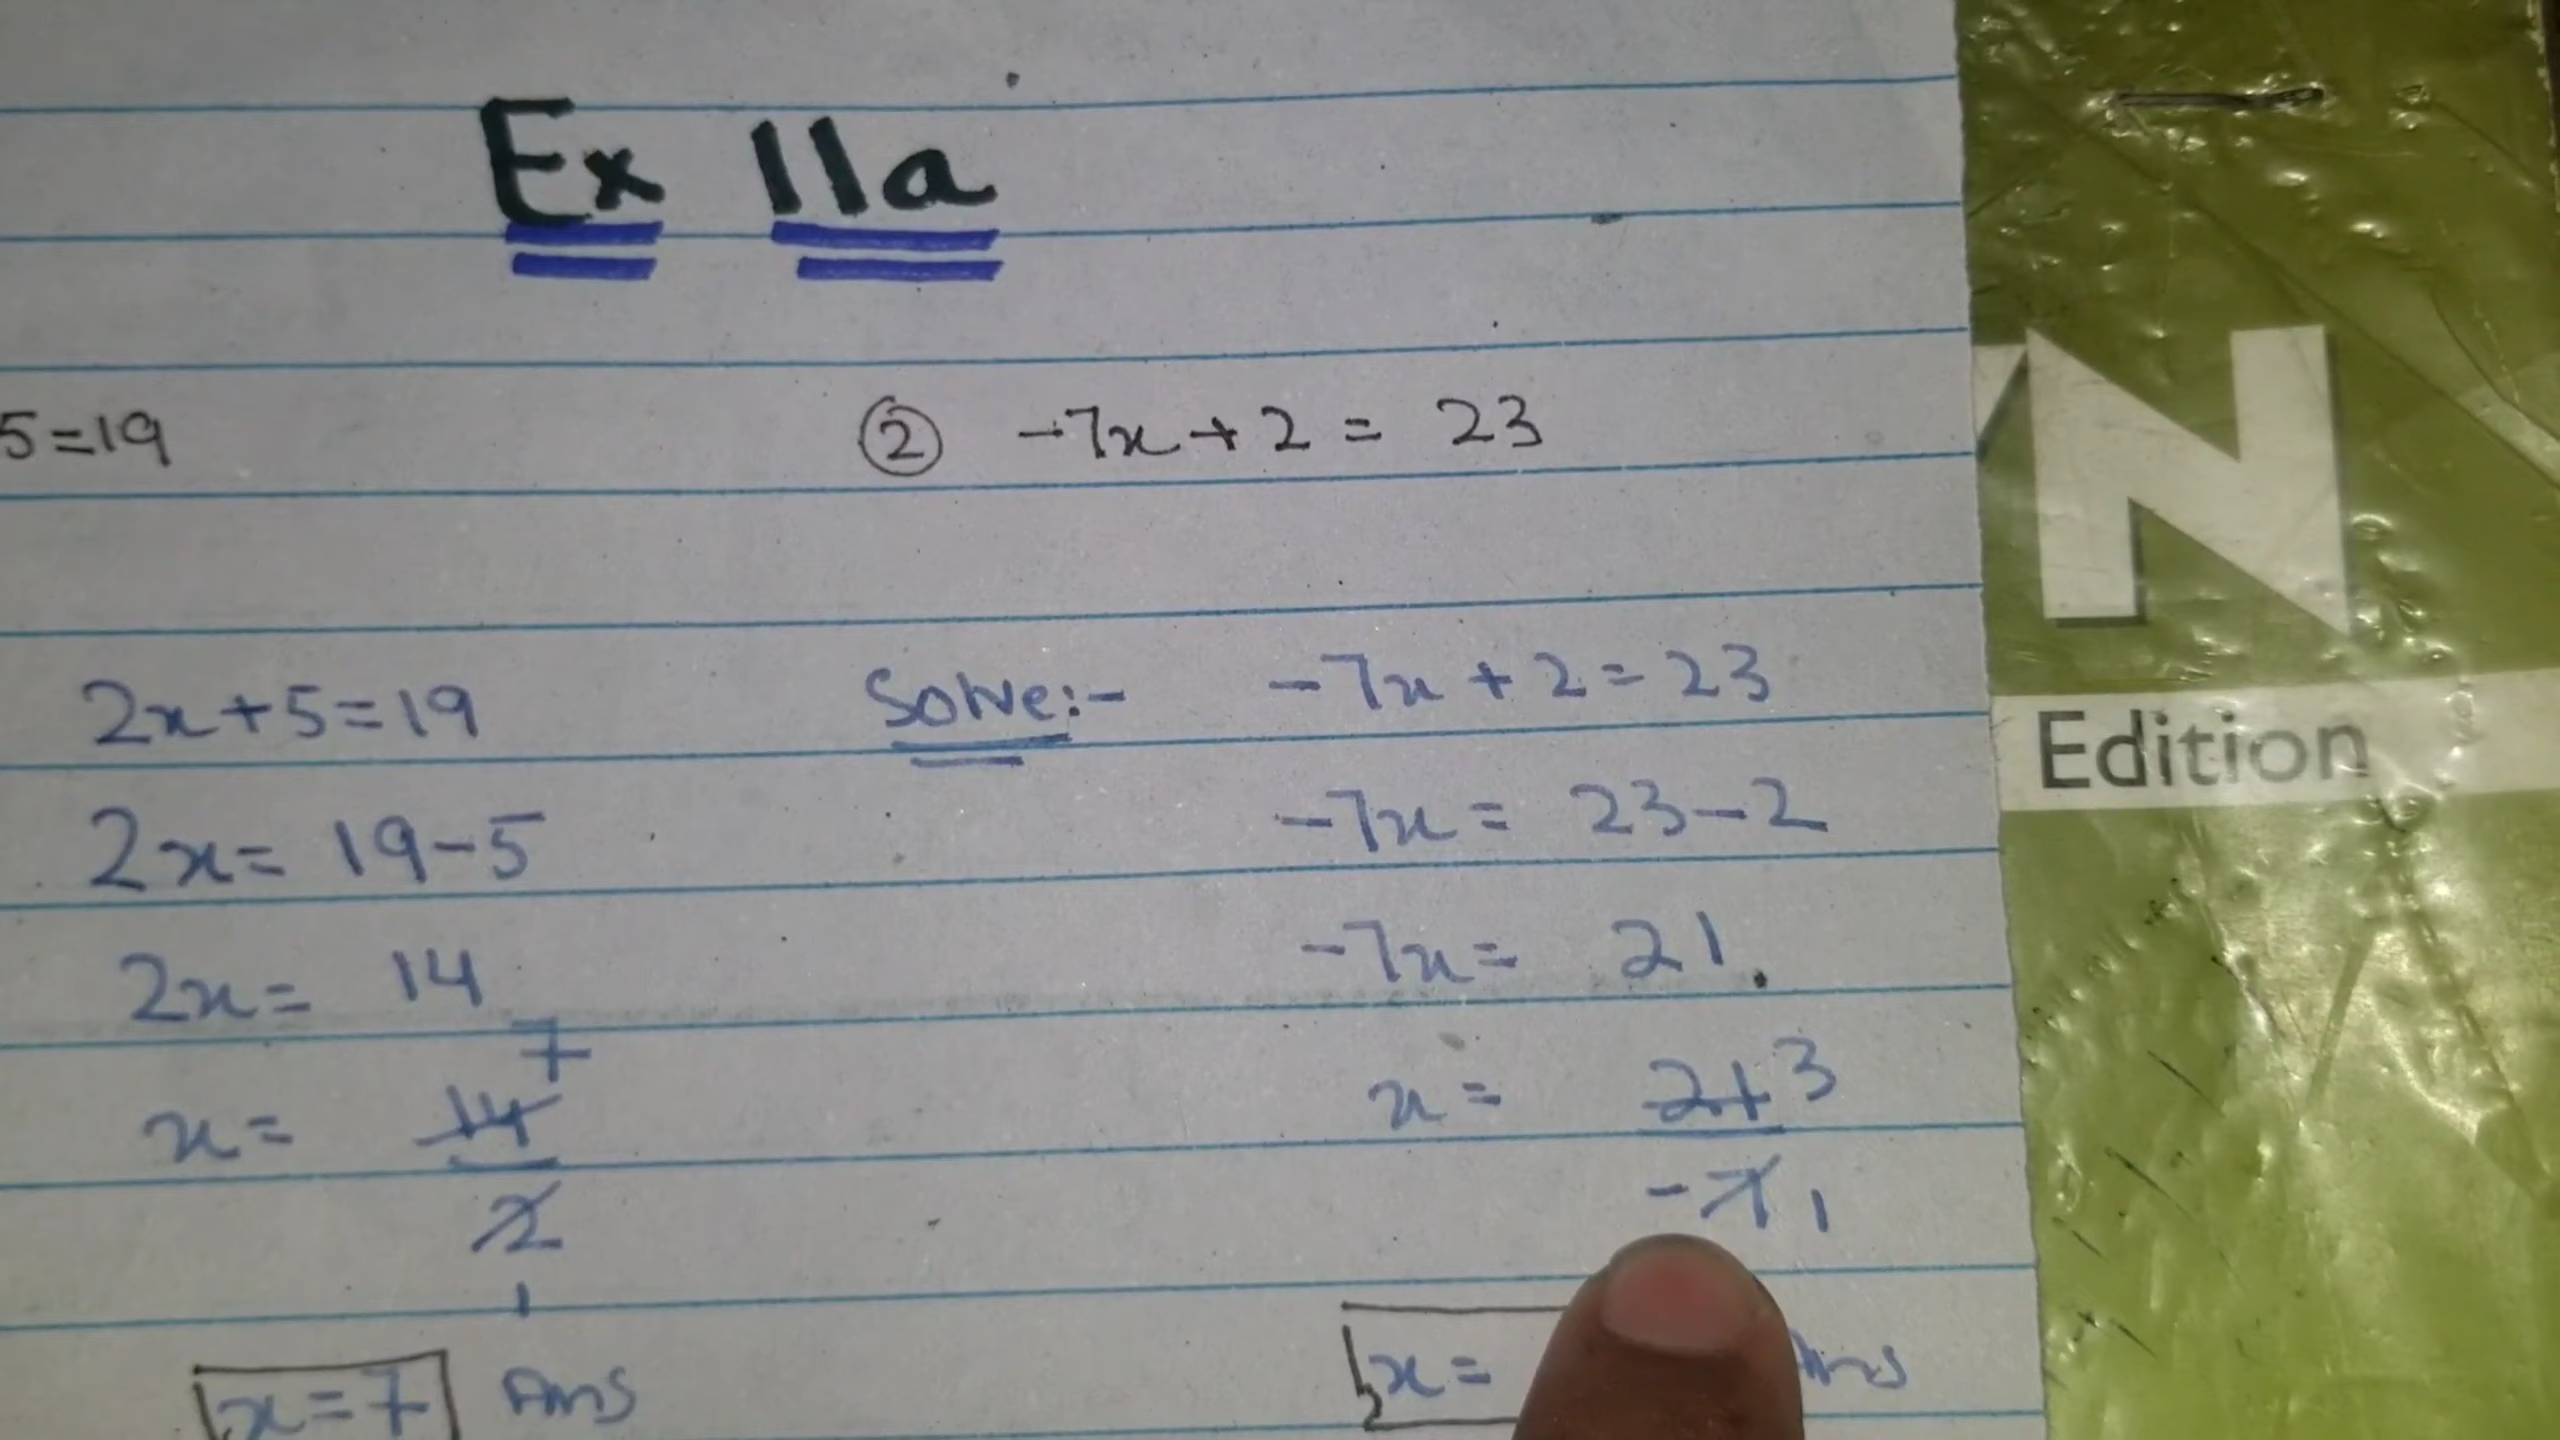 Ex 11a
5=19
② -7x+2 = 23
2x+5=19
2x= 19-5
2x= 14
7
x= 14
2
1
x=7 Ans
Solve:- -7x+2=23
-7x= 23-2
-7x= 21
x= 21 3
-7 1
x=
N
Edition